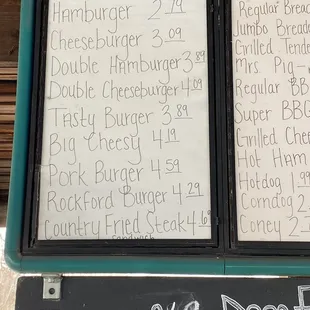 Hamburger 2.79
Cheeseburger 3.09
Double Hamburger 3.89
Double Cheeseburger 4.09
Tasty Burger 3.89
Big Cheesy 4.19
Pork Burger 4.59
Rockford Burger 4.29
Country Fried Steak 4.6
Sandwich
Regular Bread
Jumbo Bread
Grilled Tende
Mrs Pig-
Regular BB
Super BBQ
Grilled Chee
Hot Ham
Hotdog 1.99
Corndog 2.
Coney 2.